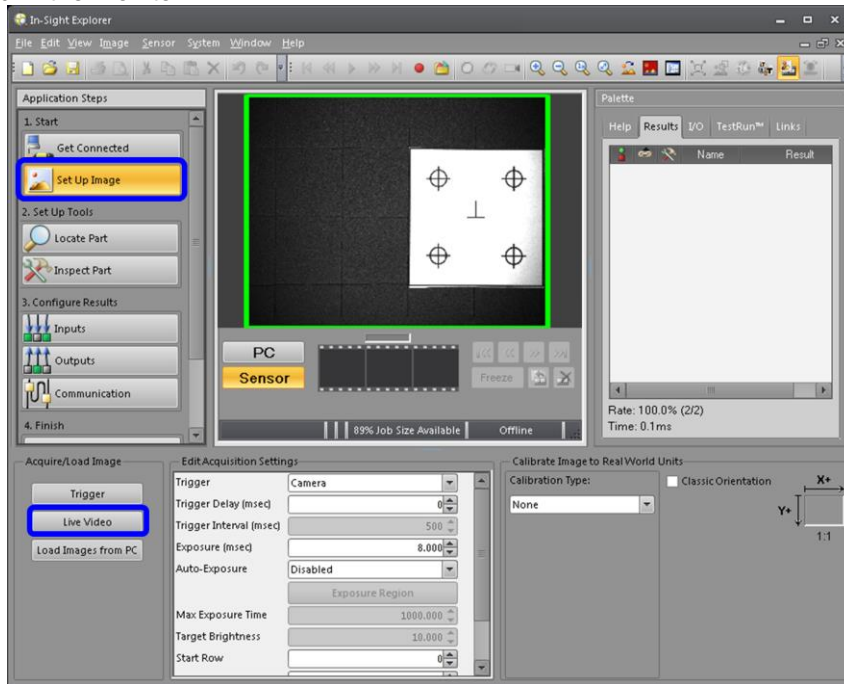 In-Sight Explorer
File Edit View Image Sensor System Window Help
Application Steps
1. Start
Get Connected
Set Up Image
2. Set Up Tools
Locate Part
Inspect Part
3. Configure Results
Inputs
Outputs
Communication
4. Finish
PC
Sensor
Freeze
89% Job Size Available
Offline
Palette
Help Results I/O TestRun™ Links
Name Result
Rate: 100.0% (2/2)
Time: 0.1ms
Acquire/Load Image
Trigger
Live Video
Load Images from PC
Edit Acquisition Settings
Trigger Camera
Trigger Delay (msec) 0
Trigger Interval (msec) 500
Exposure (msec) 8.000
Auto-Exposure Disabled
Exposure Region
Max Exposure Time 1000.000
Target Brightness 10.000
Start Row 0
Calibrate Image to Real World Units
Calibration Type:
None
Classic Orientation
X+
Y+
1:1